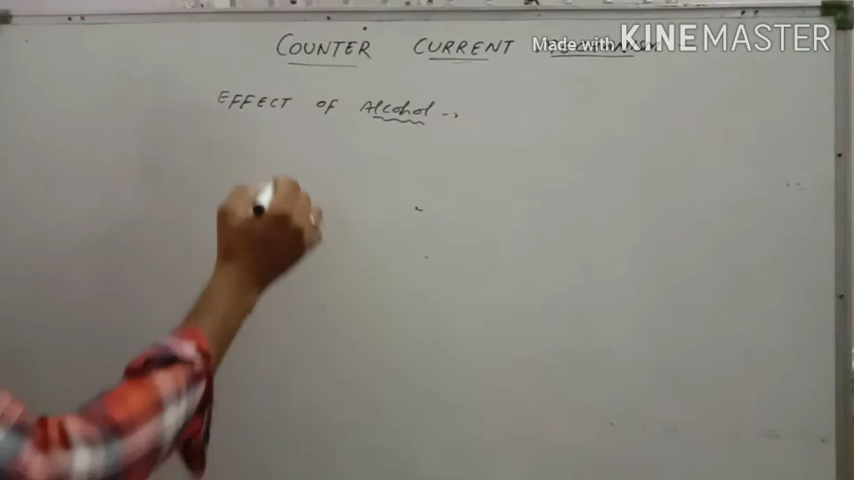 COUNTER CURRENT
Made with KINEMASTER
EFFECT OF Alcohol →